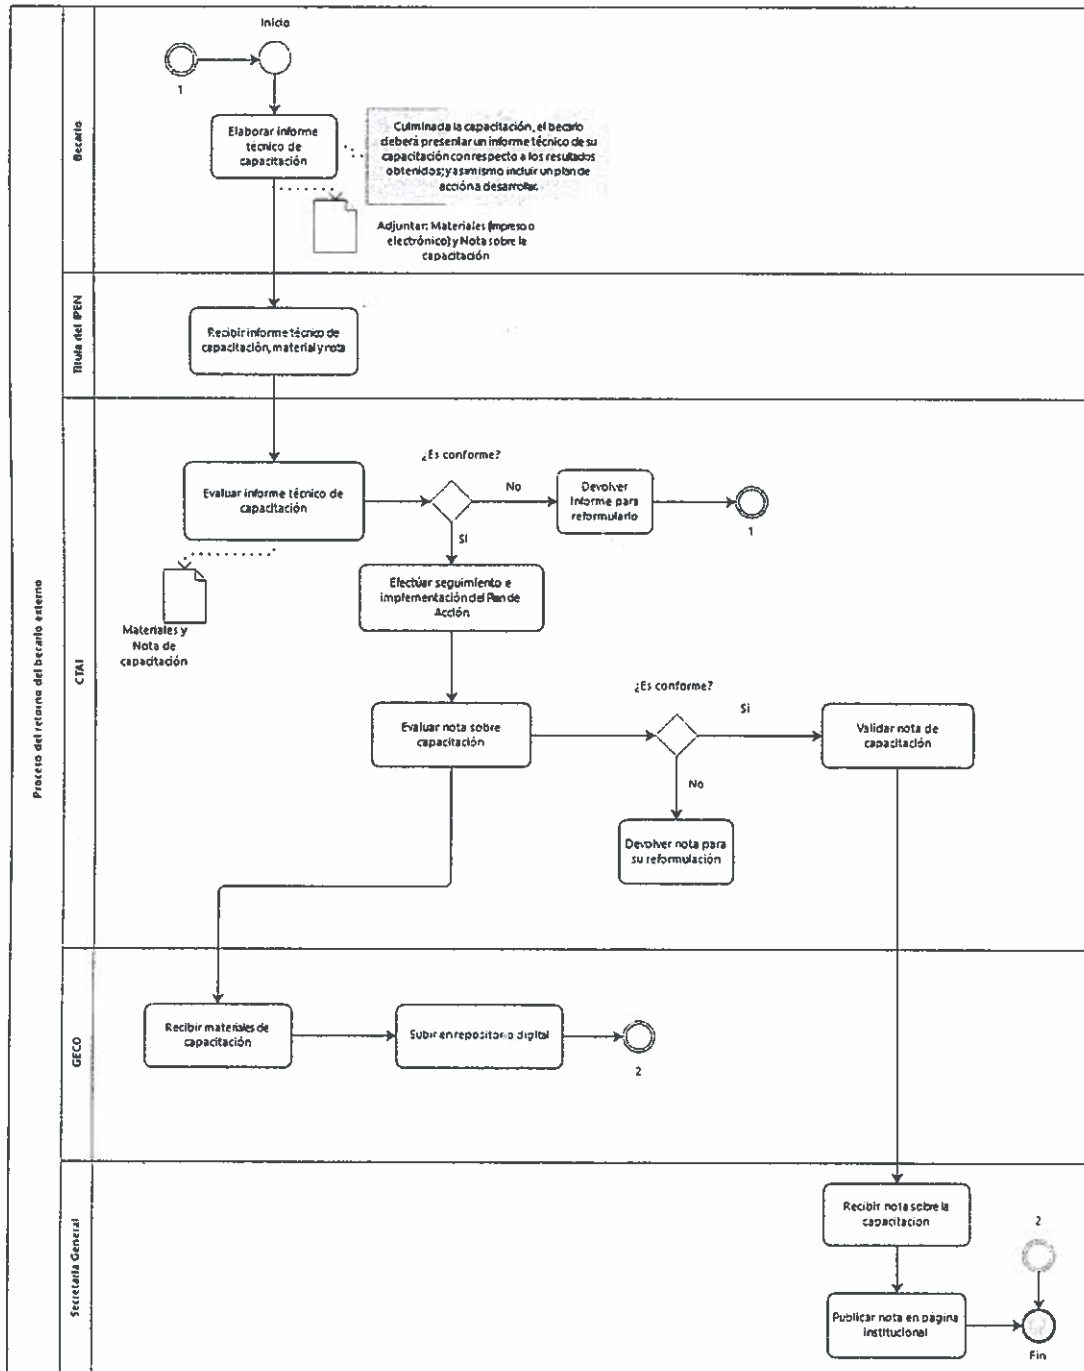 Proceso del retorno del becario externo
Becario
Inicio
1
Elaborar informe
técnico de
capacitación
Culminada la capacitación, el becario
deberá presentar un informe técnico de su
capacitación con respecto a los resultados
obtenidos; y asimismo incluir un plan de
acción a desarrollar.
Adjuntar: Materiales (impreso o
electrónico) y Nota sobre la
capacitación
Titula del IPEN
Recibir informe técnico de
capacitación, material y nota
CTAI
Evaluar informe técnico de
capacitación
¿Es conforme?
No
Devolver
informe para
reformularlo
1
SI
Materiales y
Nota de
capacitación
Efectúar seguimiento e
implementación del Plan de
Acción
Evaluar nota sobre
capacitación
¿Es conforme?
Si
Validar nota de
capacitación
No
Devolver nota para
su reformulación
GECO
Recibir materiales de
capacitación
Subir en repositorio digital
2
Secretaria General
Recibir nota sobre la
capacitacion
2
Publicar nota en página
institucional
Fin